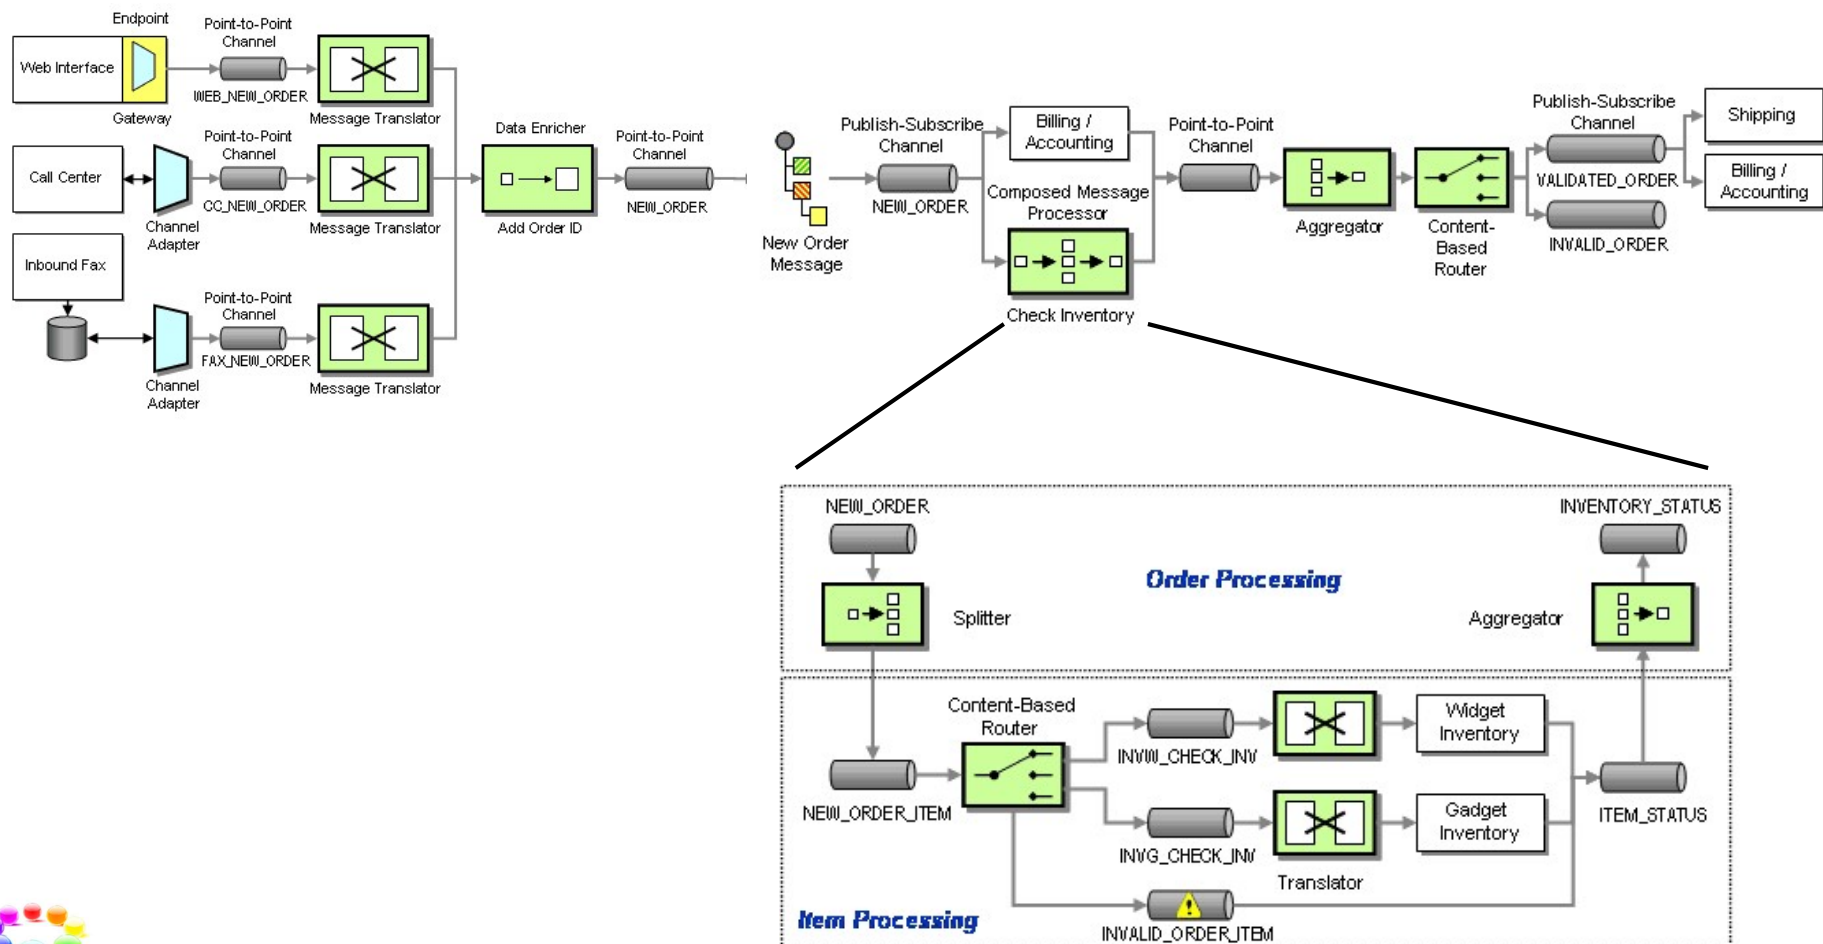 Endpoint
Point-to-Point
Channel
Web Interface
WEB_NEW_ORDER
Gateway
Message Translator
Point-to-Point
Channel
Call Center
CC_NEW_ORDER
Channel
Adapter
Message Translator
Data Enricher
Add Order ID
Point-to-Point
Channel
NEW_ORDER
Inbound Fax
Point-to-Point
Channel
FAX_NEW_ORDER
Channel
Adapter
Message Translator
New Order
Message
Publish-Subscribe
Channel
NEW_ORDER
Billing /
Accounting
Composed Message
Processor
Check Inventory
Point-to-Point
Channel
Aggregator
Content-
Based
Router
Publish-Subscribe
Channel
VALIDATED_ORDER
INVALID_ORDER
Shipping
Billing /
Accounting
NEW_ORDER
INVENTORY_STATUS
Order Processing
Splitter
Aggregator
Content-Based
Router
NEW_ORDER_ITEM
INVW_CHECK_INV
Widget
Inventory
INVG_CHECK_INV
Gadget
Inventory
ITEM_STATUS
Translator
Item Processing
INVALID_ORDER_ITEM